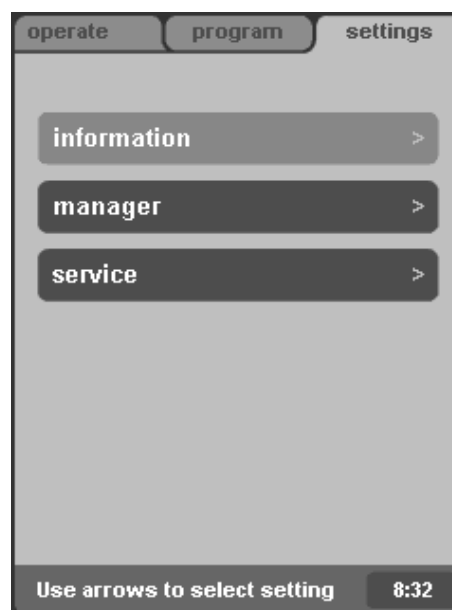 operate program settings
information >
manager >
service >
Use arrows to select setting 8:32